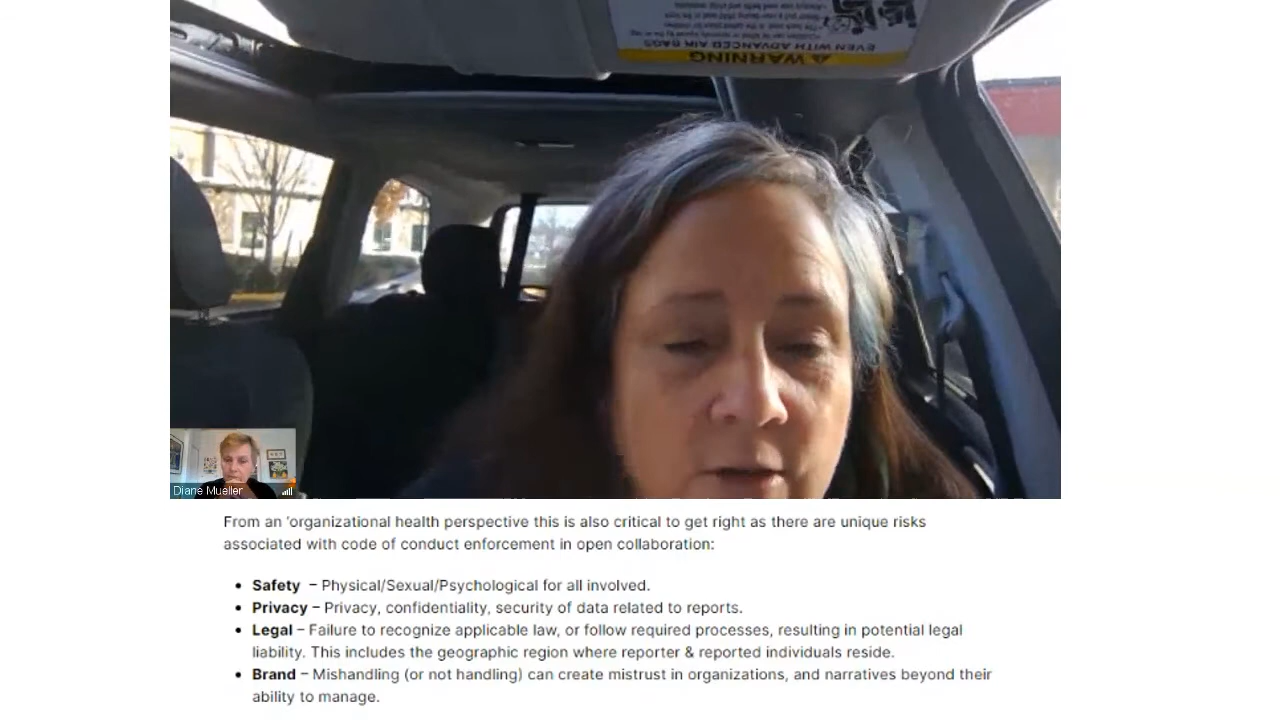 WARNING
EVEN WITH ADVANCED AIR BAGS
Diane Mueller
From an 'organizational health perspective this is also critical to get right as there are unique risks
associated with code of conduct enforcement in open collaboration:
• Safety – Physical/Sexual/Psychological for all involved.
• Privacy – Privacy, confidentiality, security of data related to reports.
• Legal – Failure to recognize applicable law, or follow required processes, resulting in potential legal
liability. This includes the geographic region where reporter & reported individuals reside.
• Brand – Mishandling (or not handling) can create mistrust in organizations, and narratives beyond their
ability to manage.